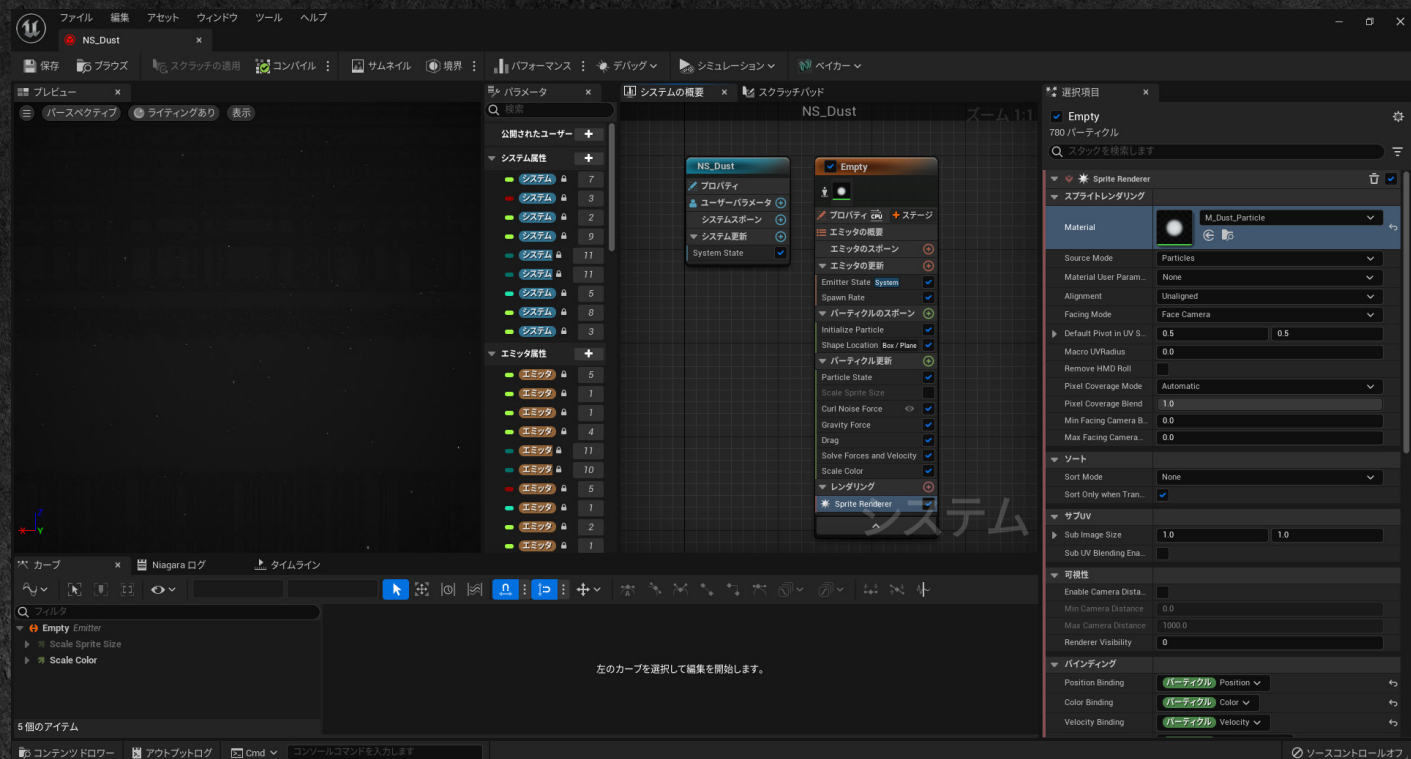 ファイル 編集 アセット ウィンドウ ツール ヘルプ
NS_Dust
保存 ブラウズ スクラッチの適用 コンパイル サムネイル 境界 パフォーマンス デバッグ シミュレーション ベイカー
プレビュー
パースペクティブ ライティングあり 表示
X Y
パラメータ
検索
公開されたユーザー
システム属性
システム 7
システム 3
システム 2
システム 9
システム 11
システム 11
システム 5
システム 8
システム 3
エミッタ属性
エミッタ 5
エミッタ 1
エミッタ 1
エミッタ 4
エミッタ 11
エミッタ 10
エミッタ 5
エミッタ 1
エミッタ 2
エミッタ 1
システムの概要 スクラッチパッド
NS_Dust ズーム 1:1
NS_Dust
プロパティ
ユーザーパラメータ
システムスポーン
システム更新
System State
Empty
プロパティ CPU ステージ
エミッタの概要
エミッタのスポーン
エミッタの更新
Emitter State System
Spawn Rate
パーティクルのスポーン
Initialize Particle
Shape Location Box / Plane
パーティクル更新
Particle State
Scale Sprite Size
Curl Noise Force
Gravity Force
Drag
Solve Forces and Velocity
Scale Color
レンダリング
Sprite Renderer
システム
選択項目
Empty
780 パーティクル
スタックを検索します
Sprite Renderer
スプライトレンダリング
Material M_Dust_Particle
Source Mode Particles
Material User Param... None
Alignment Unaligned
Facing Mode Face Camera
Default Pivot in UV S... 0.5 0.5
Macro UVRadius 0.0
Remove HMD Roll
Pixel Coverage Mode Automatic
Pixel Coverage Blend 1.0
Min Facing Camera B... 0.0
Max Facing Camera... 0.0
ソート
Sort Mode None
Sort Only when Tran...
サブUV
Sub Image Size 1.0 1.0
Sub UV Blending Ena...
可視性
Enable Camera Dista...
Min Camera Distance 0.0
Max Camera Distance 1000.0
Renderer Visibility 0
バインディング
Position Binding パーティクル Position
Color Binding パーティクル Color
Velocity Binding パーティクル Velocity
カーブ Niagara ログ タイムライン
フィルタ
Empty Emitter
Scale Sprite Size
Scale Color
左のカーブを選択して編集を開始します。
5 個のアイテム
コンテンツドロワー アウトプットログ Cmd コンソールコマンドを入力します ソースコントロールオフ